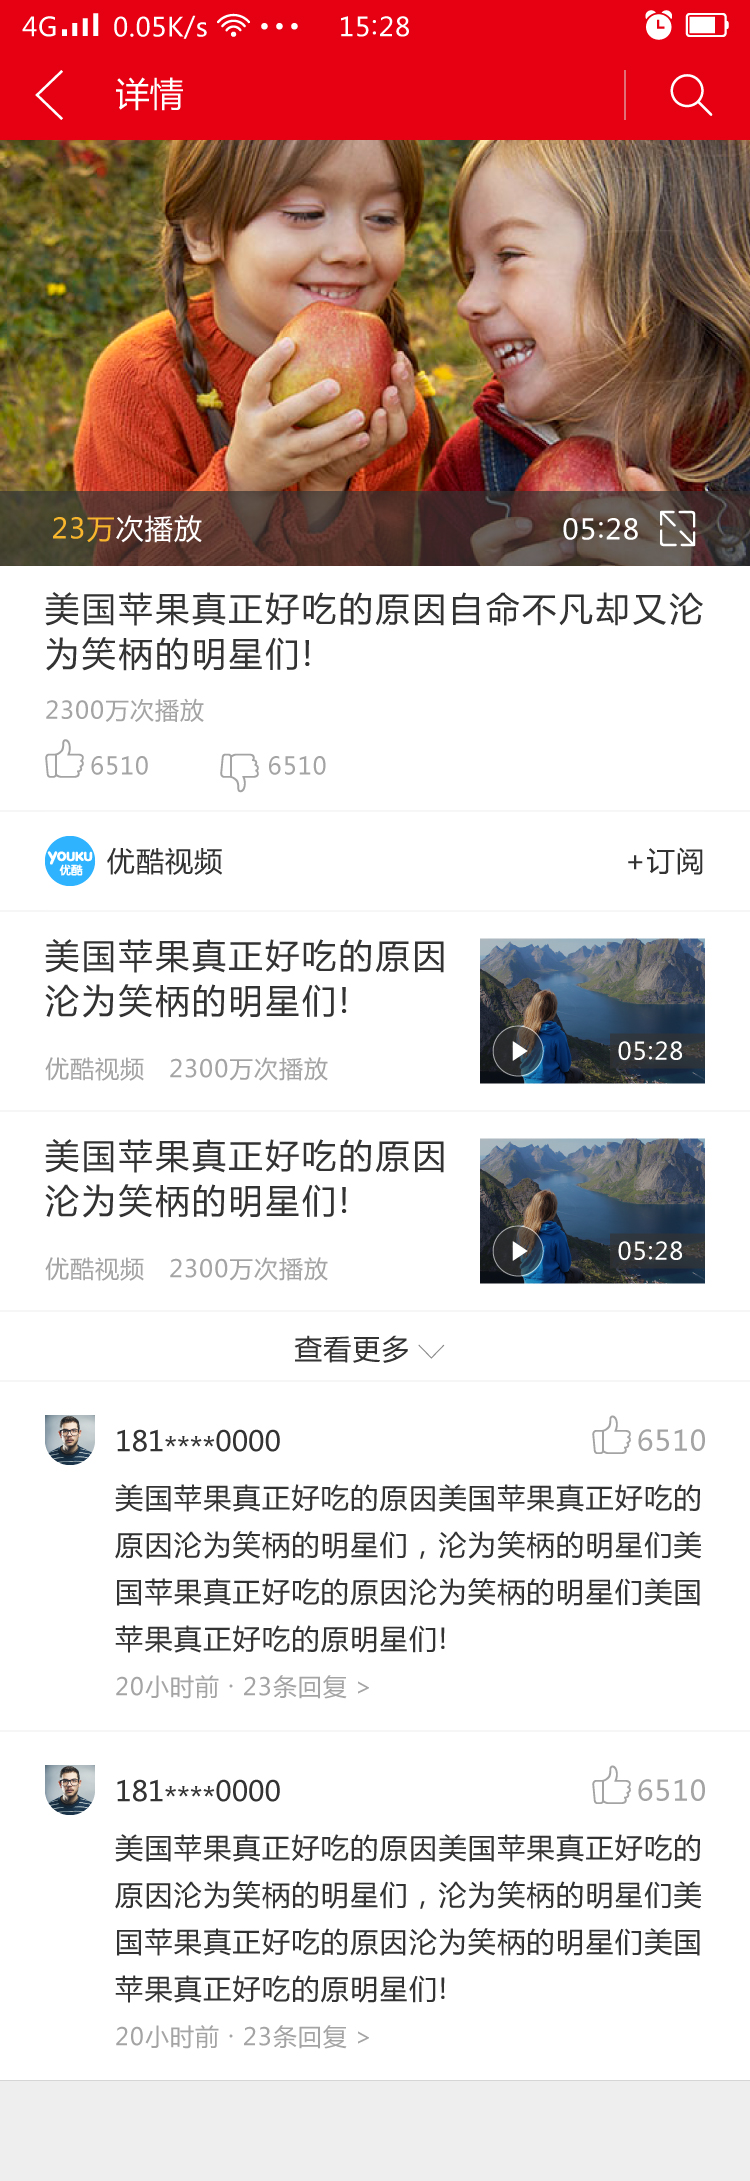 4G 0.05K/s 15:28
详情
23万次播放 05:28
美国苹果真正好吃的原因自命不凡却又沦
为笑柄的明星们!
2300万次播放
6510 6510
YOUKU
优酷
优酷视频 +订阅
美国苹果真正好吃的原因
沦为笑柄的明星们!
05:28
优酷视频 2300万次播放
美国苹果真正好吃的原因
沦为笑柄的明星们!
05:28
优酷视频 2300万次播放
查看更多
181****0000 6510
美国苹果真正好吃的原因美国苹果真正好吃的
原因沦为笑柄的明星们，沦为笑柄的明星们美
国苹果真正好吃的原因沦为笑柄的明星们美国
苹果真正好吃的原明星们!
20小时前 · 23条回复 >
181****0000 6510
美国苹果真正好吃的原因美国苹果真正好吃的
原因沦为笑柄的明星们，沦为笑柄的明星们美
国苹果真正好吃的原因沦为笑柄的明星们美国
苹果真正好吃的原明星们!
20小时前 · 23条回复 >